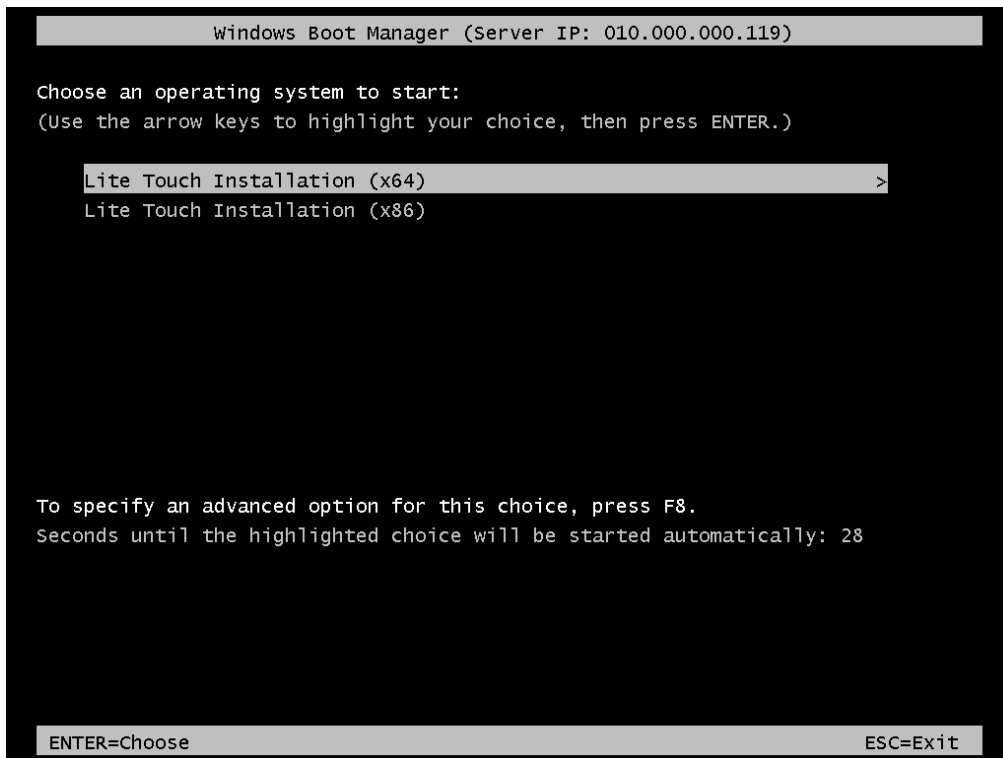 Windows Boot Manager (Server IP: 010.000.000.119)
Choose an operating system to start:
(Use the arrow keys to highlight your choice, then press ENTER.)
Lite Touch Installation (x64) >
Lite Touch Installation (x86)
To specify an advanced option for this choice, press F8.
Seconds until the highlighted choice will be started automatically: 28
ENTER=Choose ESC=Exit